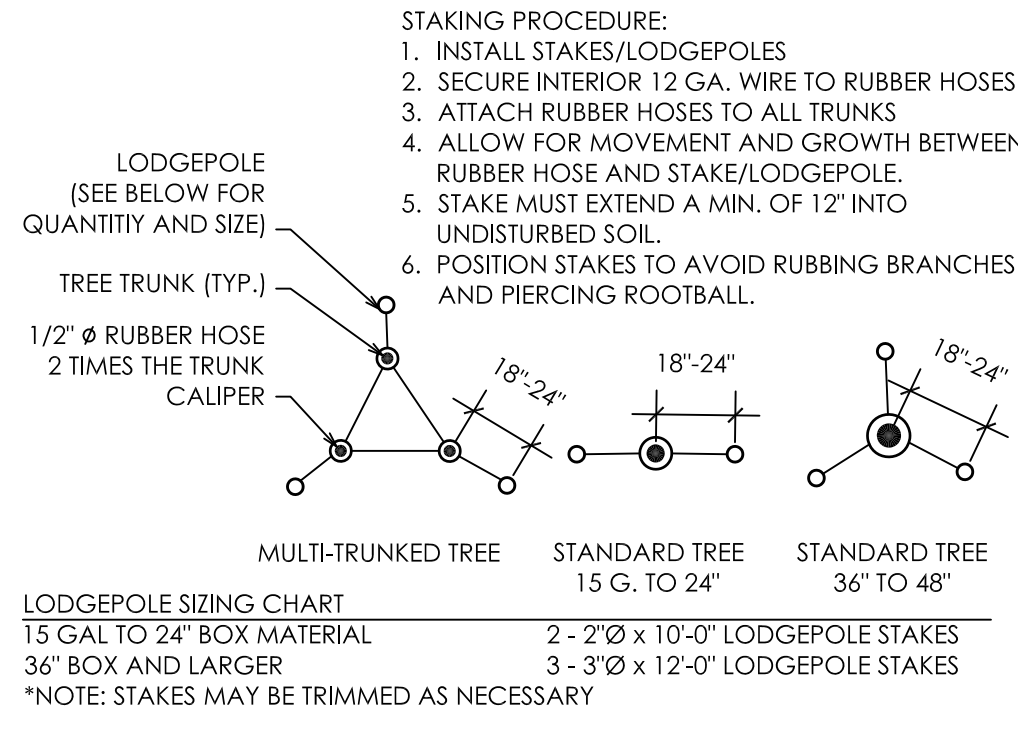 STAKING PROCEDURE:
1. INSTALL STAKES/LODGEPOLES
2. SECURE INTERIOR 12 GA. WIRE TO RUBBER HOSES
3. ATTACH RUBBER HOSES TO ALL TRUNKS
4. ALLOW FOR MOVEMENT AND GROWTH BETWEEN
RUBBER HOSE AND STAKE/LODGEPOLE.
5. STAKE MUST EXTEND A MIN. OF 12" INTO
UNDISTURBED SOIL.
6. POSITION STAKES TO AVOID RUBBING BRANCHES
AND PIERCING ROOTBALL.
LODGEPOLE
(SEE BELOW FOR
QUANTITIY AND SIZE)
TREE TRUNK (TYP.)
1/2" Ø RUBBER HOSE
2 TIMES THE TRUNK
CALIPER
18"-24"
18"-24"
18"-24"
MULTI-TRUNKED TREE
STANDARD TREE
15 G. TO 24"
STANDARD TREE
36" TO 48"
LODGEPOLE SIZING CHART
15 GAL TO 24" BOX MATERIAL 2 - 2"Ø x 10'-0" LODGEPOLE STAKES
36" BOX AND LARGER 3 - 3"Ø x 12'-0" LODGEPOLE STAKES
*NOTE: STAKES MAY BE TRIMMED AS NECESSARY